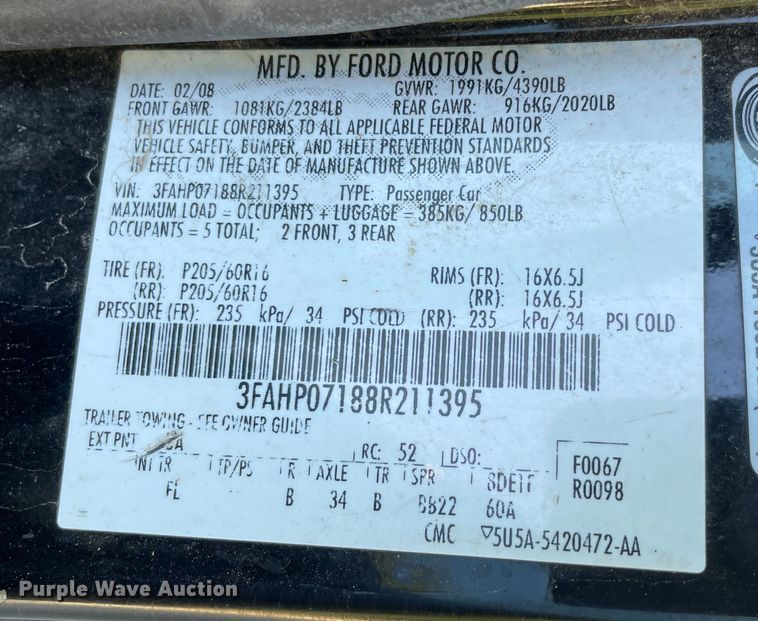 MFD. BY FORD MOTOR CO.
DATE: 02/08 GVWR: 1991KG/4390LB
FRONT GAWR: 1081KG/2384LB REAR GAWR: 916KG/2020LB
THIS VEHICLE CONFORMS TO ALL APPLICABLE FEDERAL MOTOR
VEHICLE SAFETY, BUMPER, AND THEFT PREVENTION STANDARDS
IN EFFECT ON THE DATE OF MANUFACTURE SHOWN ABOVE.
VIN: 3FAHP07188R211395 TYPE: Passenger Car
MAXIMUM LOAD = OCCUPANTS + LUGGAGE = 385KG/ 850LB
OCCUPANTS = 5 TOTAL; 2 FRONT, 3 REAR
TIRE (FR): P205/60R16 RIMS (FR): 16X6.5J
(RR): P205/60R16 (RR): 16X6.5J
PRESSURE (FR): 235 kPa/ 34 PSI COLD (RR): 235 kPa/ 34 PSI COLD
3FAHP07188R211395
TRAILER TOWING - SEE OWNER GUIDE
EXT PNT RC: 52 DSO: F0067
INT TR TP/PS R AXLE TR SPR R0098
FL B 34 B BB22 60A
CMC ▽5U5A-5420472-AA
Purple Wave Auction